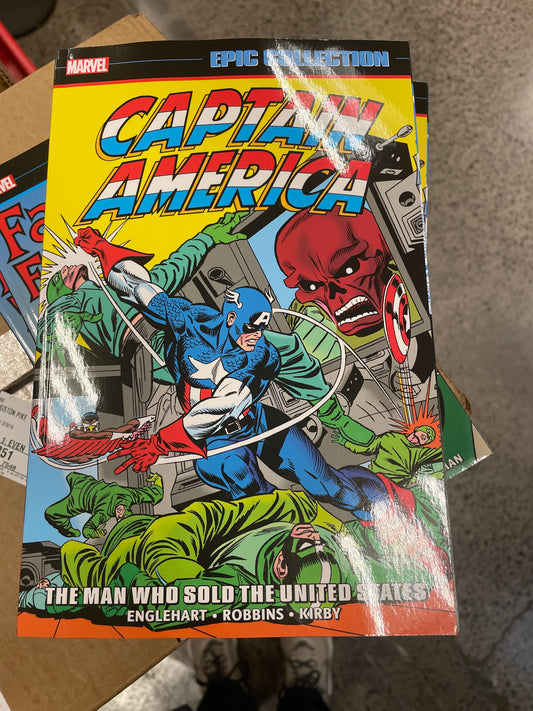 MARVEL
EPIC COLLECTION
CAPTAIN
AMERICA
THE MAN WHO SOLD THE UNITED STATES
ENGLEHART • ROBBINS • KIRBY
A